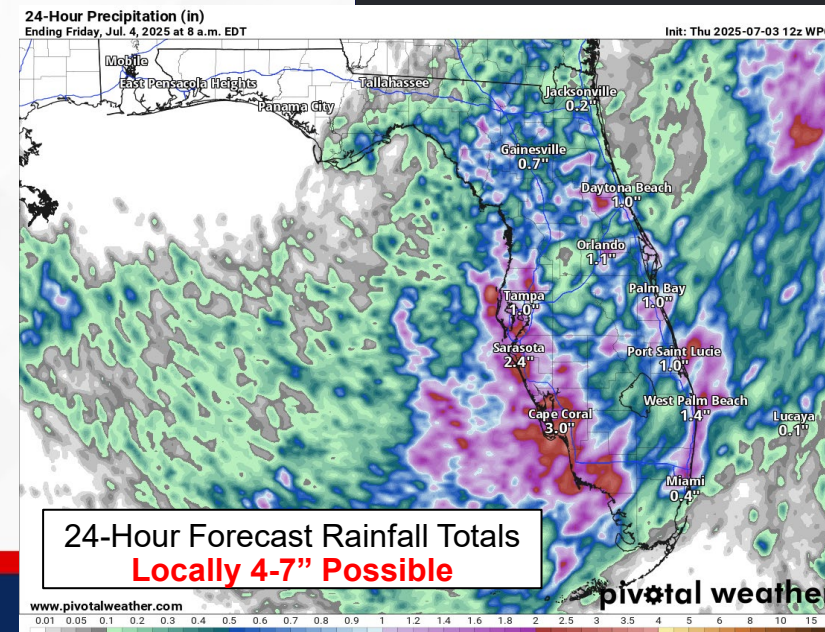 24-Hour Precipitation (in)
Ending Friday, Jul. 4, 2025 at 8 a.m. EDT
Init: Thu 2025-07-03 12z WPC
Mobile
East Pensacola Heights
Tallahassee
Panama City
Jacksonville
0.2"
Gainesville
0.7"
Daytona Beach
1.0"
Orlando
1.1"
Tampa
1.0"
Palm Bay
1.0"
Sarasota
2.4"
Port Saint Lucie
1.0"
West Palm Beach
1.4"
Cape Coral
3.0"
Lucaya
0.1"
Miami
0.4"
24-Hour Forecast Rainfall Totals
Locally 4-7” Possible
www.pivotalweather.com
pivotal weathe
0.01 0.05 0.1 0.2 0.3 0.4 0.5 0.6 0.7 0.8 0.9 1 1.2 1.4 1.6 1.8 2 2.5 3 3.5 4 5 6 8 10 15